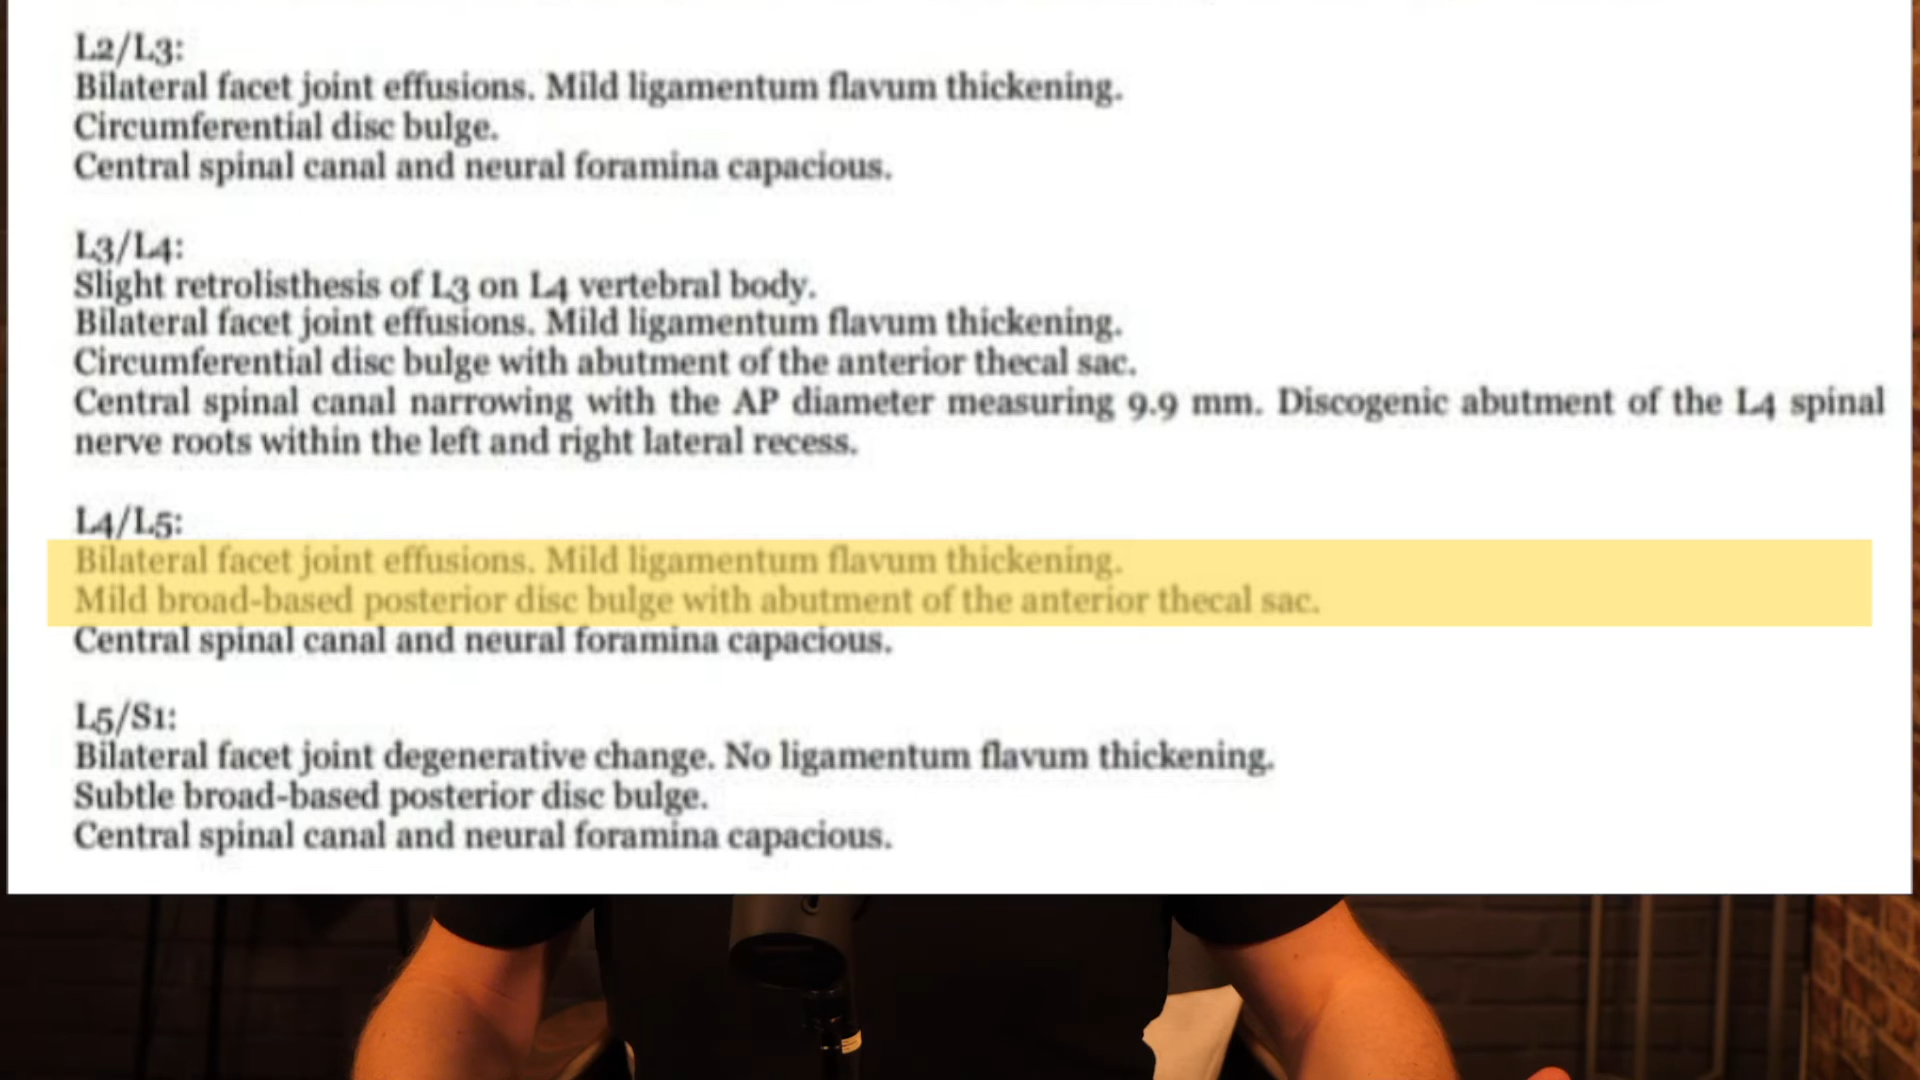 L2/L3:
Bilateral facet joint effusions. Mild ligamentum flavum thickening.
Circumferential disc bulge.
Central spinal canal and neural foramina capacious.
L3/L4:
Slight retrolisthesis of L3 on L4 vertebral body.
Bilateral facet joint effusions. Mild ligamentum flavum thickening.
Circumferential disc bulge with abutment of the anterior thecal sac.
Central spinal canal narrowing with the AP diameter measuring 9.9 mm. Discogenic abutment of the L4 spinal
nerve roots within the left and right lateral recess.
L4/L5:
Bilateral facet joint effusions. Mild ligamentum flavum thickening.
Mild broad-based posterior disc bulge with abutment of the anterior thecal sac.
Central spinal canal and neural foramina capacious.
L5/S1:
Bilateral facet joint degenerative change. No ligamentum flavum thickening.
Subtle broad-based posterior disc bulge.
Central spinal canal and neural foramina capacious.